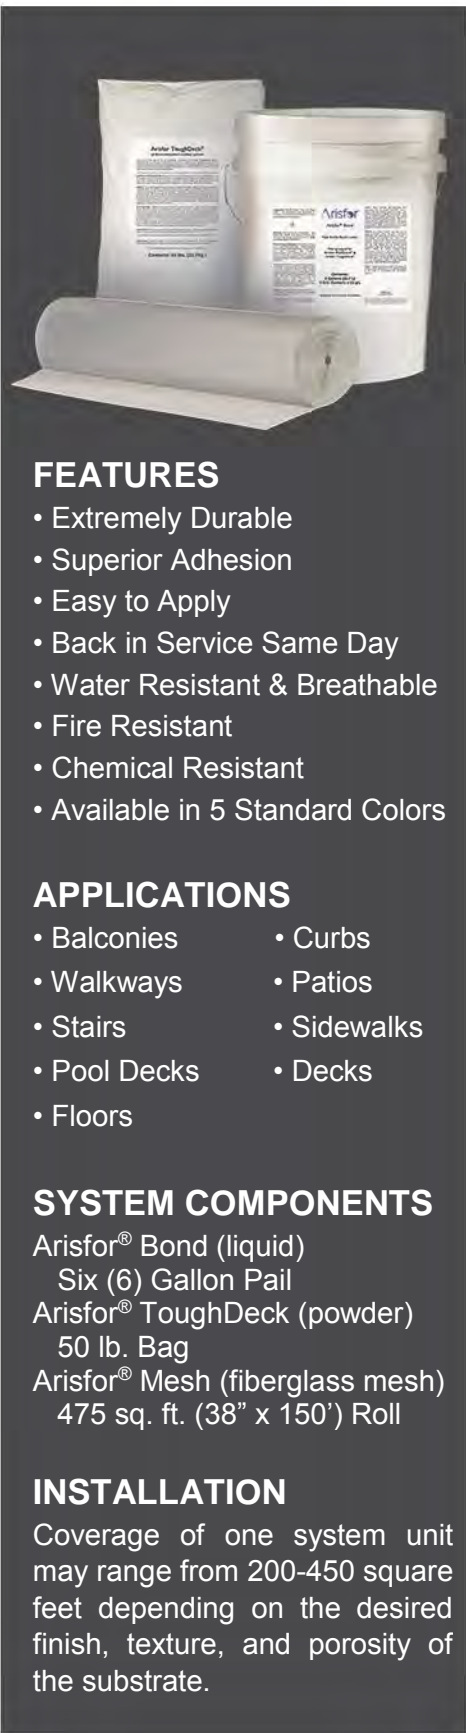 Arisfor ToughDeck®
Arisfor
Arisfor® Bond
FEATURES
• Extremely Durable
• Superior Adhesion
• Easy to Apply
• Back in Service Same Day
• Water Resistant & Breathable
• Fire Resistant
• Chemical Resistant
• Available in 5 Standard Colors
APPLICATIONS
• Balconies
• Walkways
• Stairs
• Pool Decks
• Floors
• Curbs
• Patios
• Sidewalks
• Decks
SYSTEM COMPONENTS
Arisfor® Bond (liquid)
Six (6) Gallon Pail
Arisfor® ToughDeck (powder)
50 lb. Bag
Arisfor® Mesh (fiberglass mesh)
475 sq. ft. (38” x 150’) Roll
INSTALLATION
Coverage of one system unit
may range from 200-450 square
feet depending on the desired
finish, texture, and porosity of
the substrate.